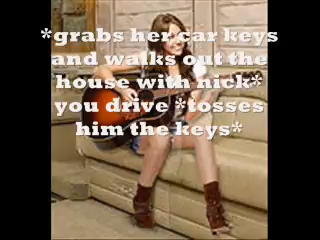 *grabs her car keys
and walks out the
house with nick*
you drive *tosses
him the keys*